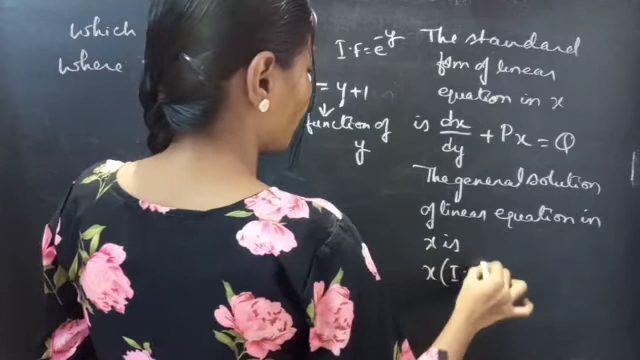 which
where
I·F = e^-y
= y+1
function of
y
The standard
form of linear
equation in x
is dx/dy + Px = Q
The general solution
of linear equation in
x is
x(I·